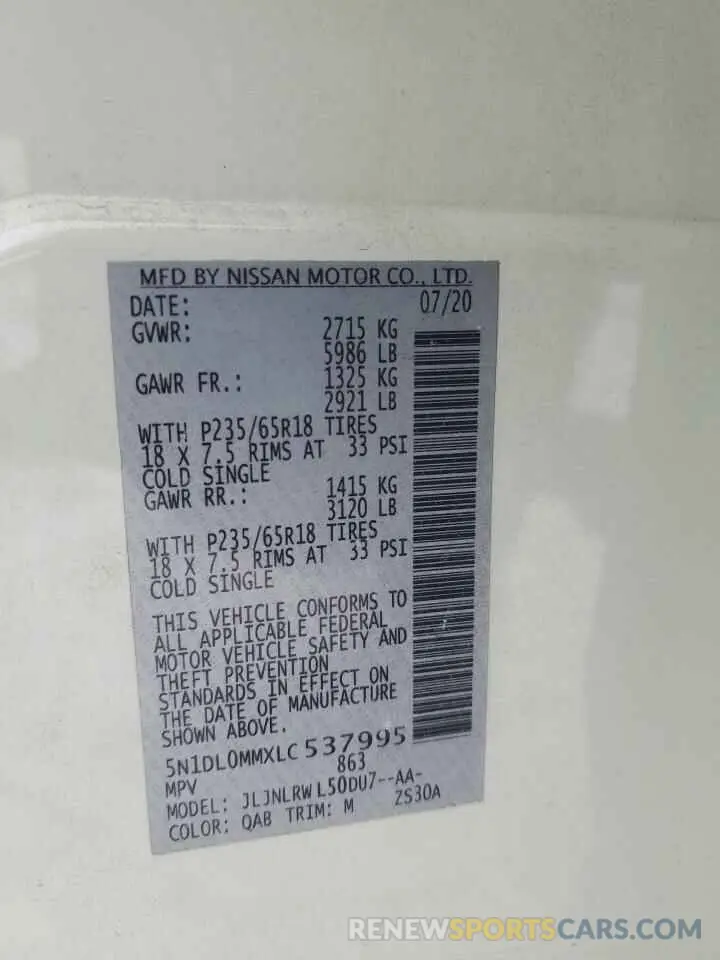 MFD BY NISSAN MOTOR CO., LTD.
DATE: 07/20
GVWR: 2715 KG
5986 LB
GAWR FR.: 1325 KG
2921 LB
WITH P235/65R18 TIRES
18 X 7.5 RIMS AT 33 PSI
COLD SINGLE
GAWR RR.: 1415 KG
3120 LB
WITH P235/65R18 TIRES
18 X 7.5 RIMS AT 33 PSI
COLD SINGLE
THIS VEHICLE CONFORMS TO
ALL APPLICABLE FEDERAL
MOTOR VEHICLE SAFETY AND
THEFT PREVENTION
STANDARDS IN EFFECT ON
THE DATE OF MANUFACTURE
SHOWN ABOVE.
5N1DL0MMXLC537995
MPV 863
MODEL: JLJNLRWL50DU7--AA-
COLOR: QAB TRIM: M ZS30A
RENEWSPORTSCARS.COM